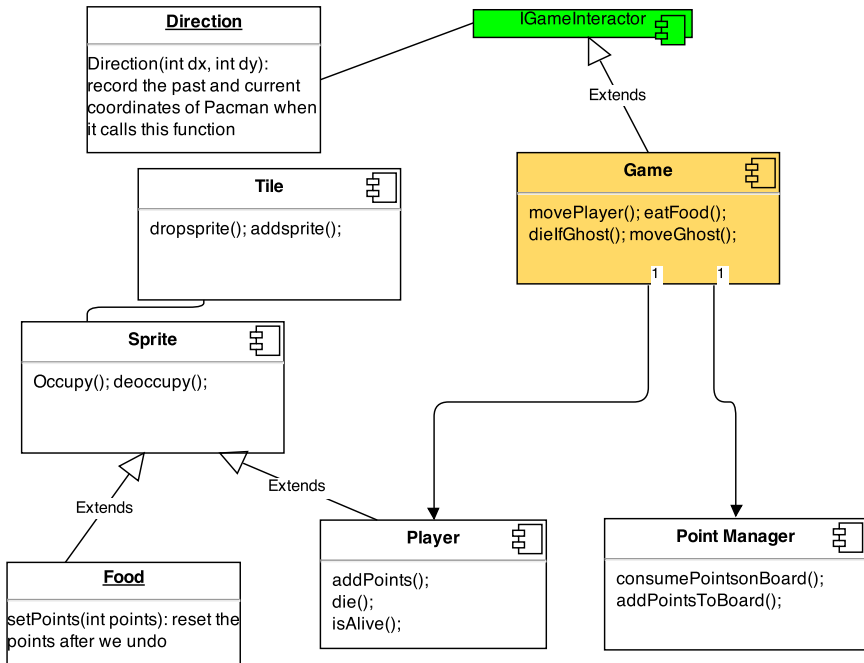 Direction
Direction(int dx, int dy):
record the past and current
coordinates of Pacman when
it calls this function
IGameInteractor
Extends
Game
movePlayer(); eatFood();
dieIfGhost(); moveGhost();
1
1
Tile
dropsprite(); addsprite();
Sprite
Occupy(); deoccupy();
Extends
Extends
Food
setPoints(int points): reset the
points after we undo
Player
addPoints();
die();
isAlive();
Point Manager
consumePointsonBoard();
addPointsToBoard();